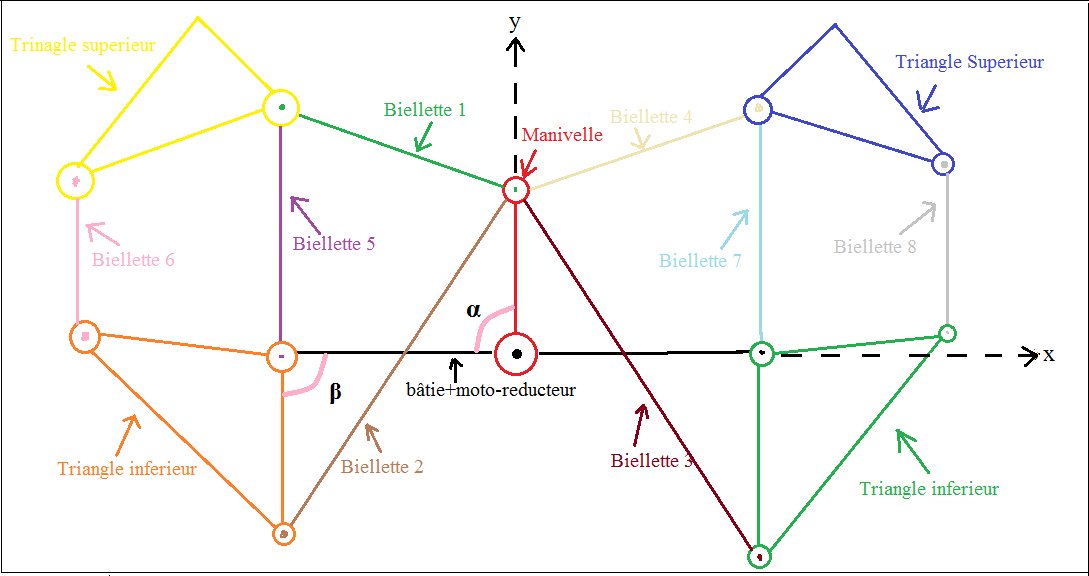 y
Trinagle superieur
Triangle Superieur
Biellette 1
Biellette 4
Manivelle
Biellette 5
Biellette 6
Biellette 7
Biellette 8
α
x
β
bâtie+moto-reducteur
Biellette 2
Biellette 3
Triangle inferieur
Triangle inferieur